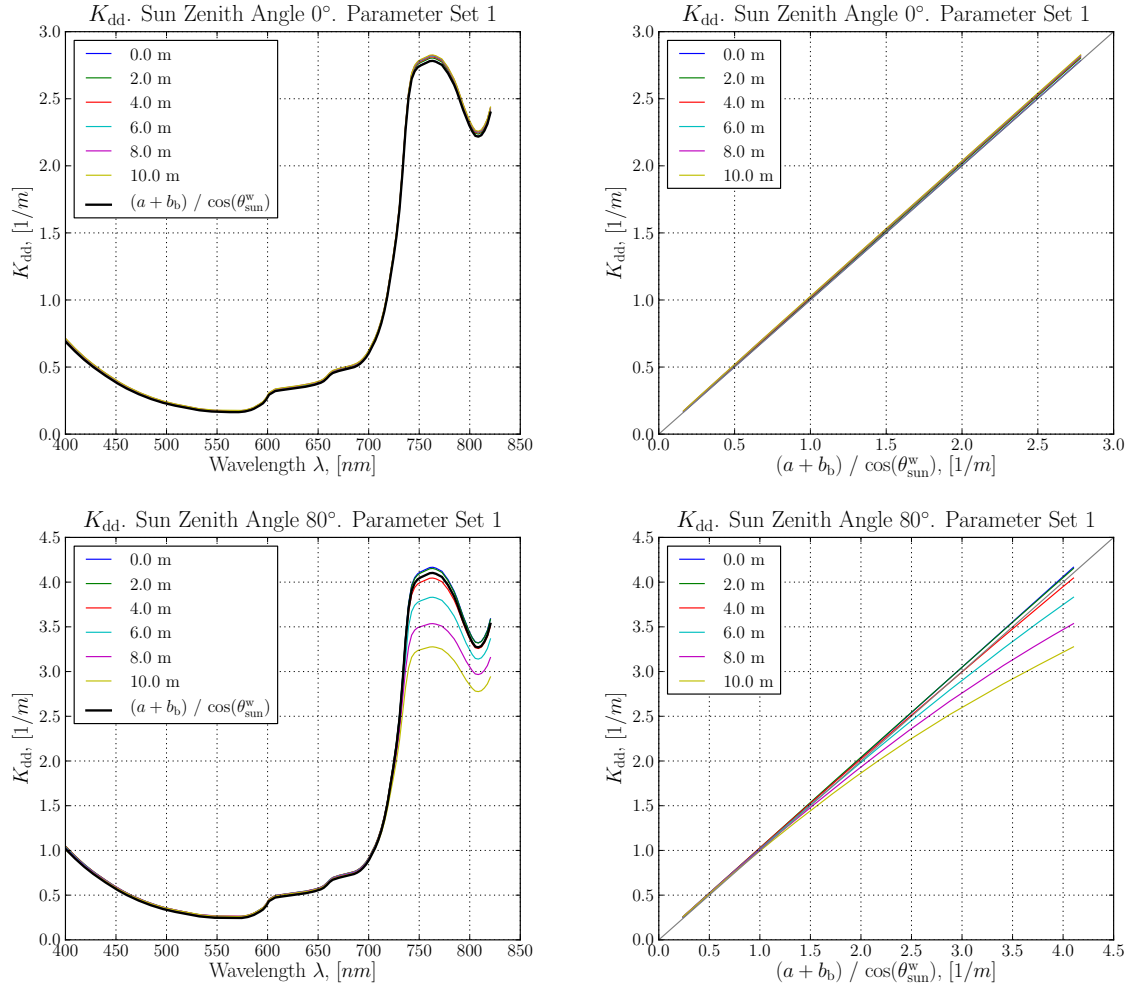 K_dd. Sun Zenith Angle 0°. Parameter Set 1
3.0
2.5
2.0
1.5
1.0
0.5
0.0
K_dd, [1/m]
0.0 m
2.0 m
4.0 m
6.0 m
8.0 m
10.0 m
(a + b_b) / cos(θ_sun^w)
400 450 500 550 600 650 700 750 800 850
Wavelength λ, [nm]
K_dd. Sun Zenith Angle 0°. Parameter Set 1
3.0
2.5
2.0
1.5
1.0
0.5
0.0
K_dd, [1/m]
0.0 m
2.0 m
4.0 m
6.0 m
8.0 m
10.0 m
0.0 0.5 1.0 1.5 2.0 2.5 3.0
(a + b_b) / cos(θ_sun^w), [1/m]
K_dd. Sun Zenith Angle 80°. Parameter Set 1
4.5
4.0
3.5
3.0
2.5
2.0
1.5
1.0
0.5
0.0
K_dd, [1/m]
0.0 m
2.0 m
4.0 m
6.0 m
8.0 m
10.0 m
(a + b_b) / cos(θ_sun^w)
400 450 500 550 600 650 700 750 800 850
Wavelength λ, [nm]
K_dd. Sun Zenith Angle 80°. Parameter Set 1
4.5
4.0
3.5
3.0
2.5
2.0
1.5
1.0
0.5
0.0
K_dd, [1/m]
0.0 m
2.0 m
4.0 m
6.0 m
8.0 m
10.0 m
0.0 0.5 1.0 1.5 2.0 2.5 3.0 3.5 4.0 4.5
(a + b_b) / cos(θ_sun^w), [1/m]